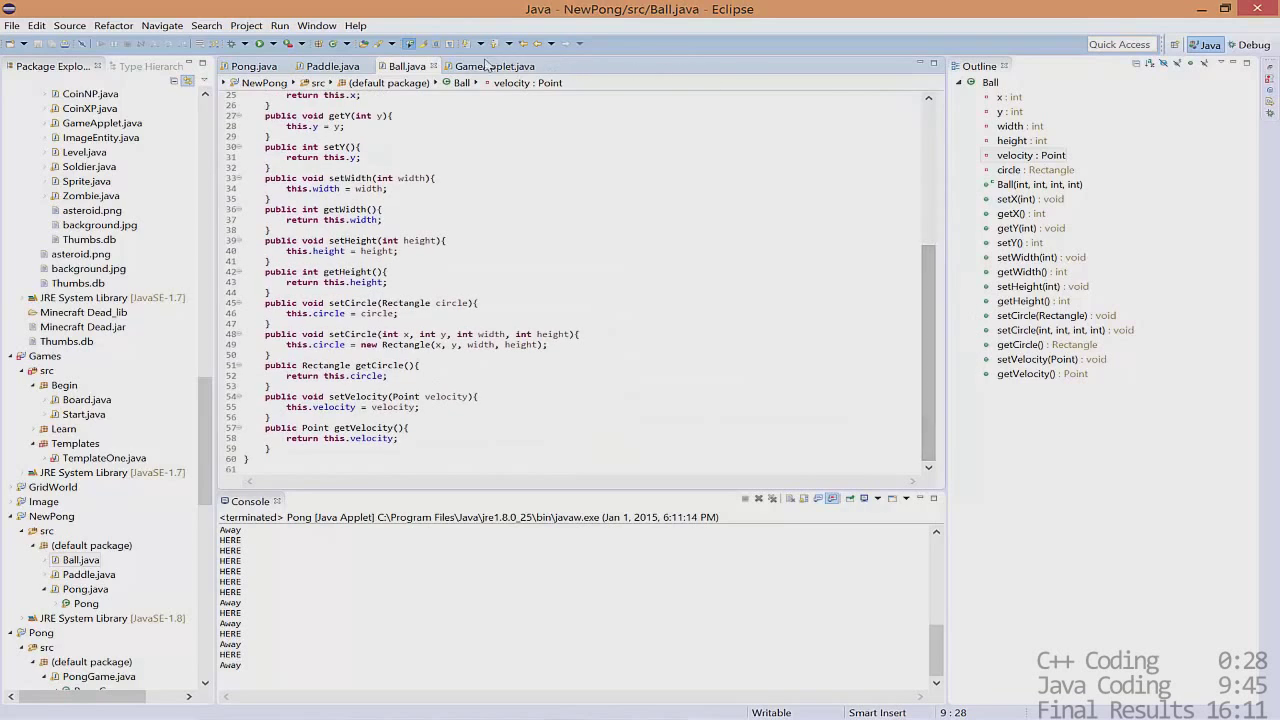 Java - NewPong/src/Ball.java - Eclipse
File Edit Source Refactor Navigate Search Project Run Window Help
Quick Access Java Debug
Package Explo... Type Hierarch
CoinNP.java
CoinXP.java
GameApplet.java
ImageEntity.java
Level.java
Soldier.java
Sprite.java
Zombie.java
asteroid.png
background.jpg
Thumbs.db
asteroid.png
background.jpg
Thumbs.db
JRE System Library [JavaSE-1.7]
Minecraft Dead_lib
Minecraft Dead.jar
Thumbs.db
Games
src
Begin
Board.java
Start.java
Learn
Templates
TemplateOne.java
JRE System Library [JavaSE-1.7]
GridWorld
Image
NewPong
src
(default package)
Ball.java
Paddle.java
Pong.java
Pong
JRE System Library [JavaSE-1.8]
Pong
src
(default package)
PongGame.java
Pong.java Paddle.java Ball.java GameApplet.java
NewPong src (default package) Ball velocity : Point
25 return this.x;
26 }
27 public void getY(int y){
28 this.y = y;
29 }
30 public int setY(){
31 return this.y;
32 }
33 public void setWidth(int width){
34 this.width = width;
35 }
36 public int getWidth(){
37 return this.width;
38 }
39 public void setHeight(int height){
40 this.height = height;
41 }
42 public int getHeight(){
43 return this.height;
44 }
45 public void setCircle(Rectangle circle){
46 this.circle = circle;
47 }
48 public void setCircle(int x, int y, int width, int height){
49 this.circle = new Rectangle(x, y, width, height);
50 }
51 public Rectangle getCircle(){
52 return this.circle;
53 }
54 public void setVelocity(Point velocity){
55 this.velocity = velocity;
56 }
57 public Point getVelocity(){
58 return this.velocity;
59 }
60 }
61
Console
<terminated> Pong [Java Applet] C:\Program Files\Java\jre1.8.0_25\bin\javaw.exe (Jan 1, 2015, 6:11:14 PM)
Away
HERE
HERE
HERE
HERE
HERE
HERE
Away
HERE
Away
HERE
Away
HERE
Away
Outline
Ball
x : int
y : int
width : int
height : int
velocity : Point
circle : Rectangle
Ball(int, int, int, int)
setX(int) : void
getX() : int
getY(int) : void
setY() : int
setWidth(int) : void
getWidth() : int
setHeight(int) : void
getHeight() : int
setCircle(Rectangle) : void
setCircle(int, int, int, int) : void
getCircle() : Rectangle
setVelocity(Point) : void
getVelocity() : Point
C++ Coding 0:28
Java Coding 9:45
Final Results 16:11
Writable Smart Insert 9 : 28